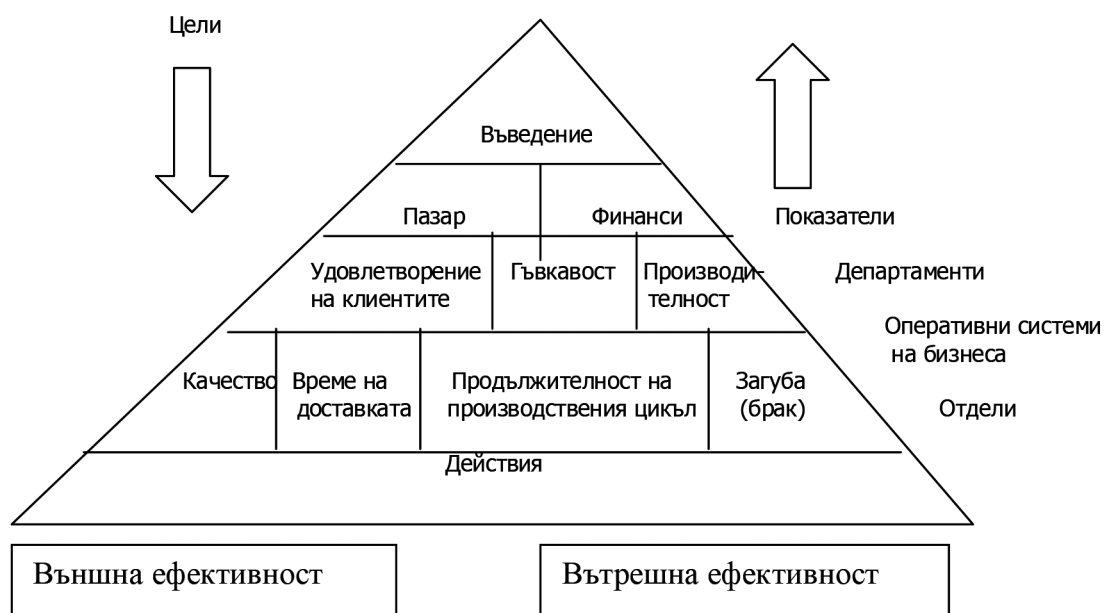 Цели
Въведение
Пазар
Финанси
Показатели
Удовлетворение
на клиентите
Гъвкавост
Производи-
телност
Департаменти
Оперативни системи
на бизнеса
Качество
Време на
доставката
Продължителност на
производствения цикъл
Загуба
(брак)
Отдели
Действия
Външна ефективност
Вътрешна ефективност